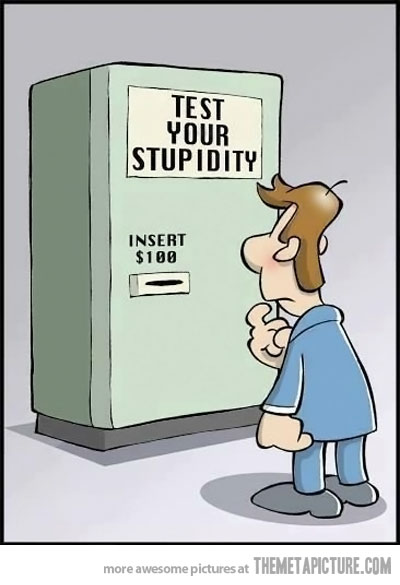 TEST
YOUR
STUPIDITY
INSERT
$100
more awesome pictures at THEMETAPICTURE.COM